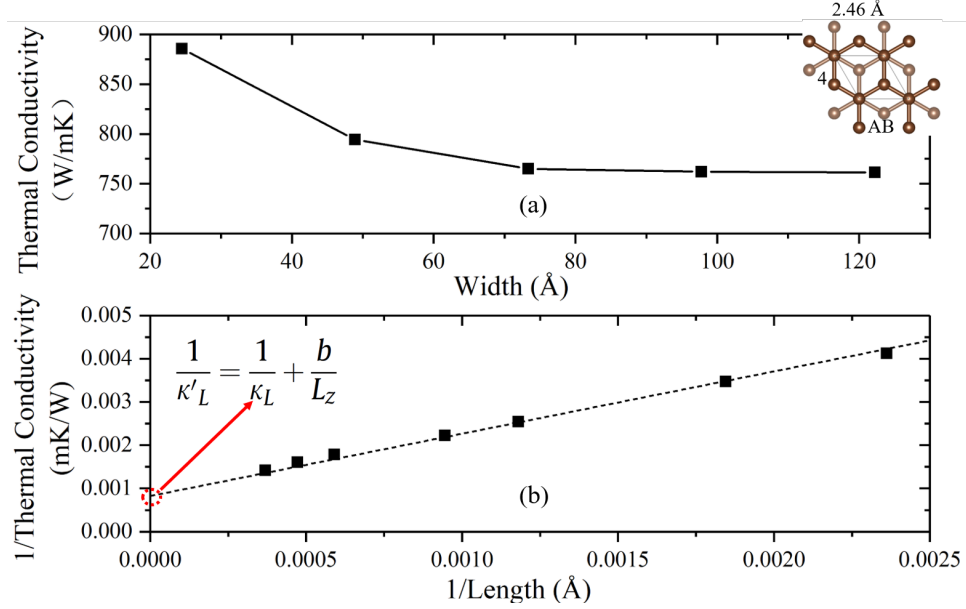 2.46 Å
4
AB
Thermal Conductivity
(W/mK)
900
850
800
750
700
(a)
20
40
60
80
100
120
Width (Å)
1/Thermal Conductivity
(mK/W)
0.005
0.004
0.003
0.002
0.001
0.000
1/κ'L = 1/κL + b/Lz
(b)
0.0000
0.0005
0.0010
0.0015
0.0020
0.0025
1/Length (Å)